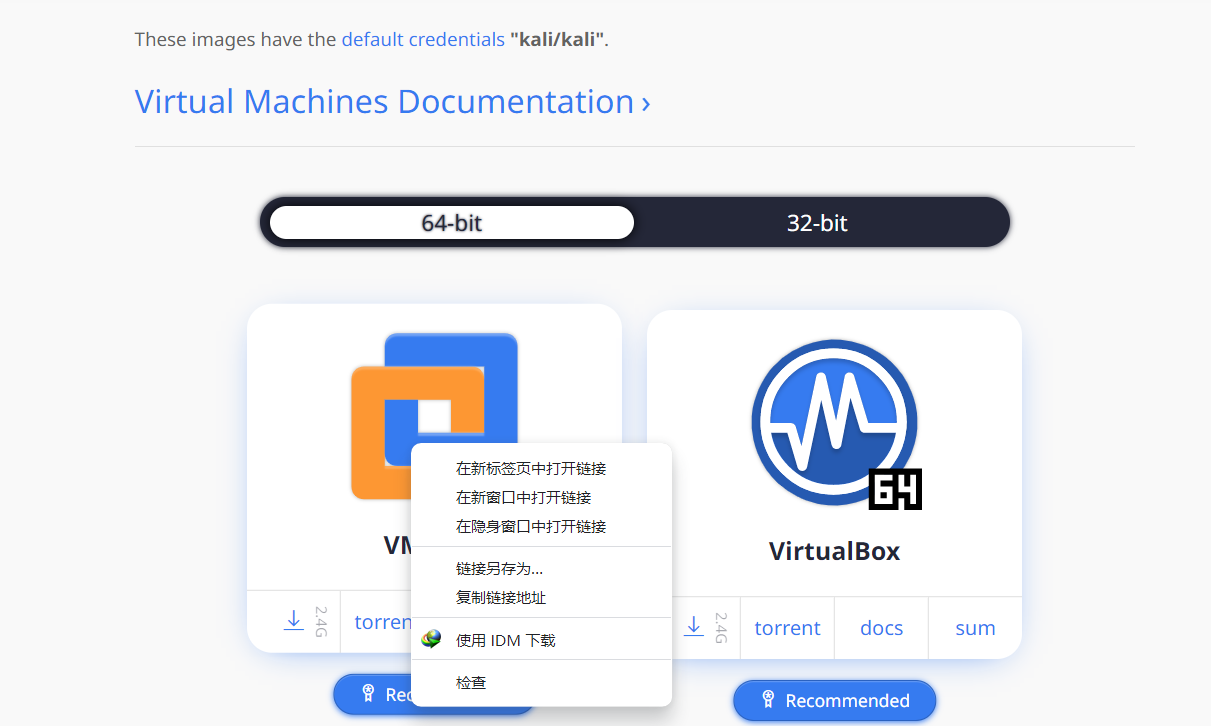 These images have the default credentials "kali/kali".
Virtual Machines Documentation ›
64-bit
32-bit
64
VirtualBox
在新标签页中打开链接
在新窗口中打开链接
在隐身窗口中打开链接
链接另存为...
复制链接地址
使用 IDM 下载
检查
2.4G
2.4G
torrent
docs
sum
Recommended